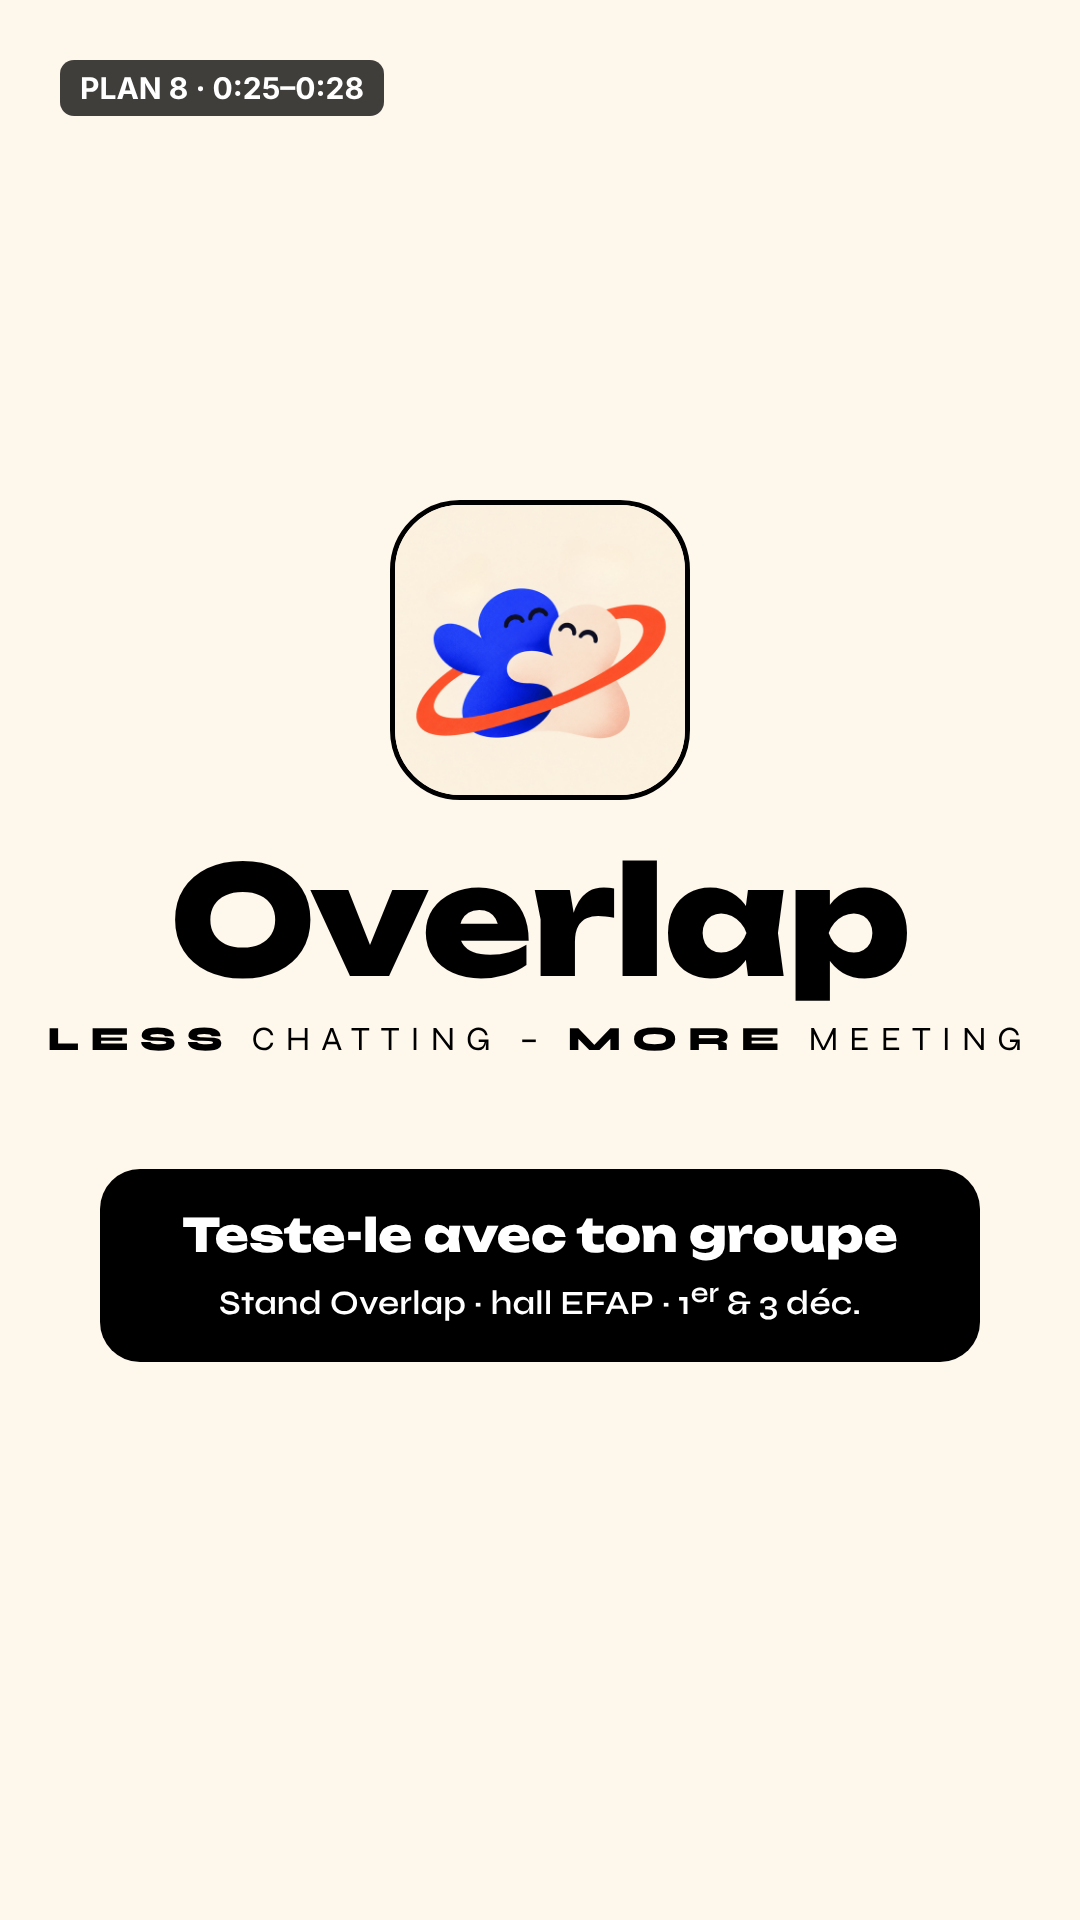 PLAN 8 · 0:25–0:28
Overlap
LESS CHATTING – MORE MEETING
Teste-le avec ton groupe
Stand Overlap · hall EFAP · 1er & 3 déc.